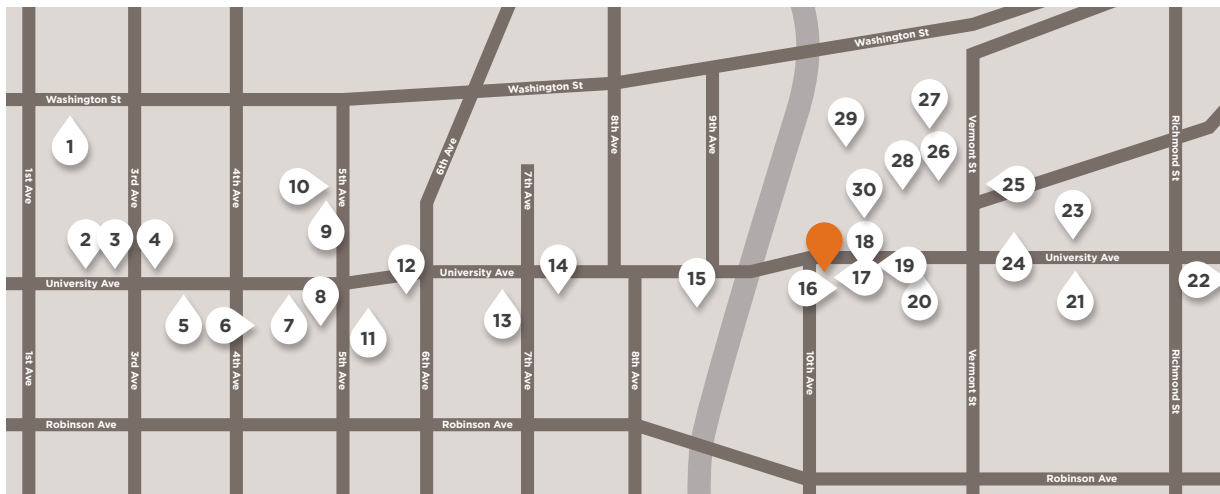 Washington St
Washington St
Washington St
27
29
1
6th Ave
8th Ave
9th Ave
Vermont St
Richmond St
26
28
1st Ave
3rd Ave
4th Ave
10
5th Ave
7th Ave
30
25
23
9
2
3
4
18
12
14
19
24
University Ave
University Ave
University Ave
15
16
17
22
8
20
21
5
6
7
11
13
1st Ave
3rd Ave
4th Ave
5th Ave
6th Ave
7th Ave
8th Ave
10th Ave
Vermont St
Richmond St
Robinson Ave
Robinson Ave
Robinson Ave